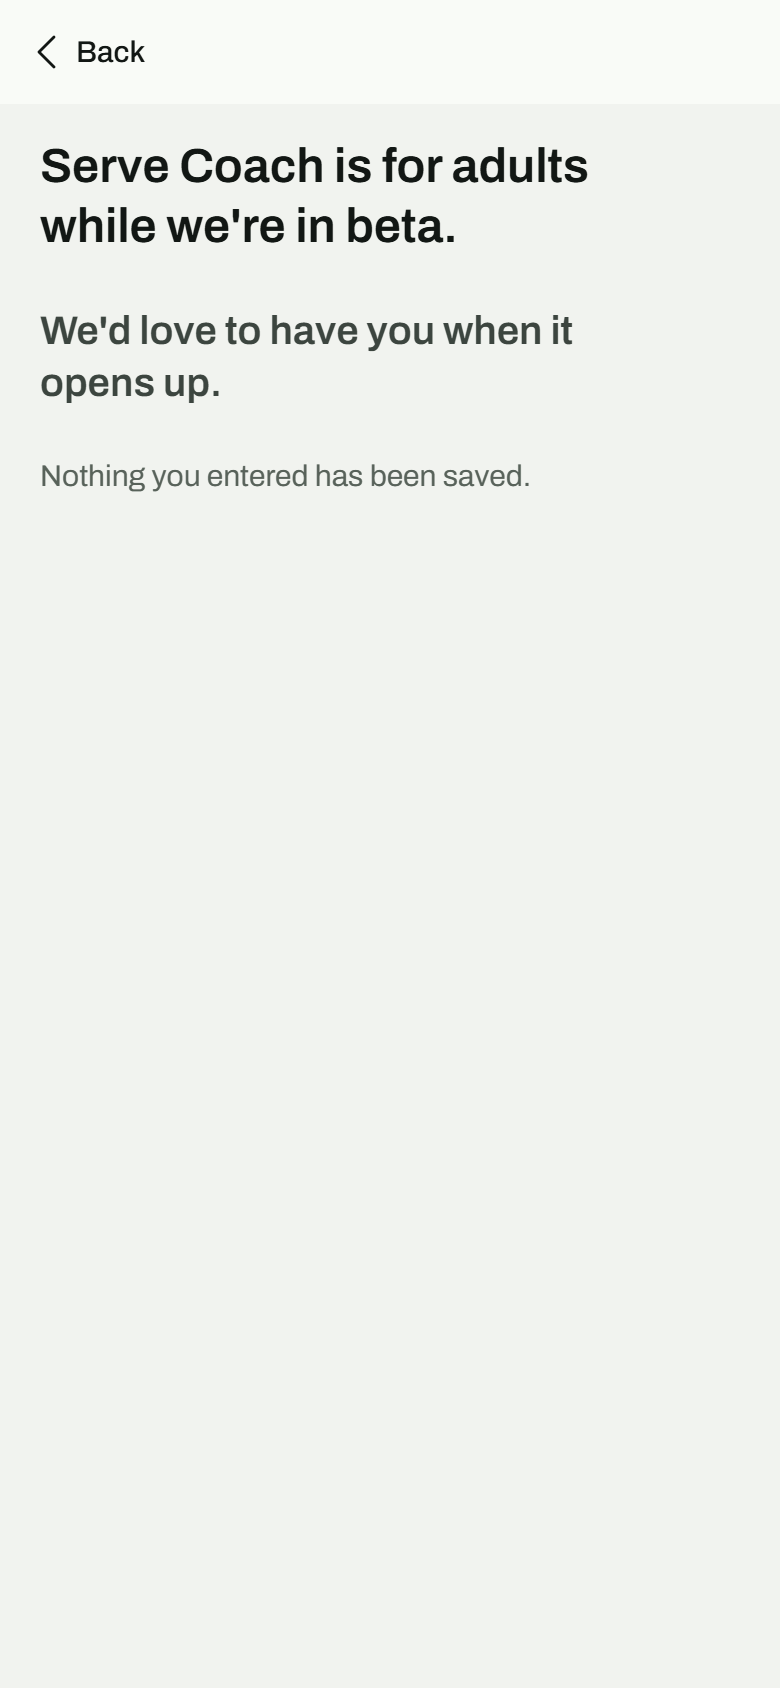 Back
Serve Coach is for adults
while we're in beta.
We'd love to have you when it
opens up.
Nothing you entered has been saved.